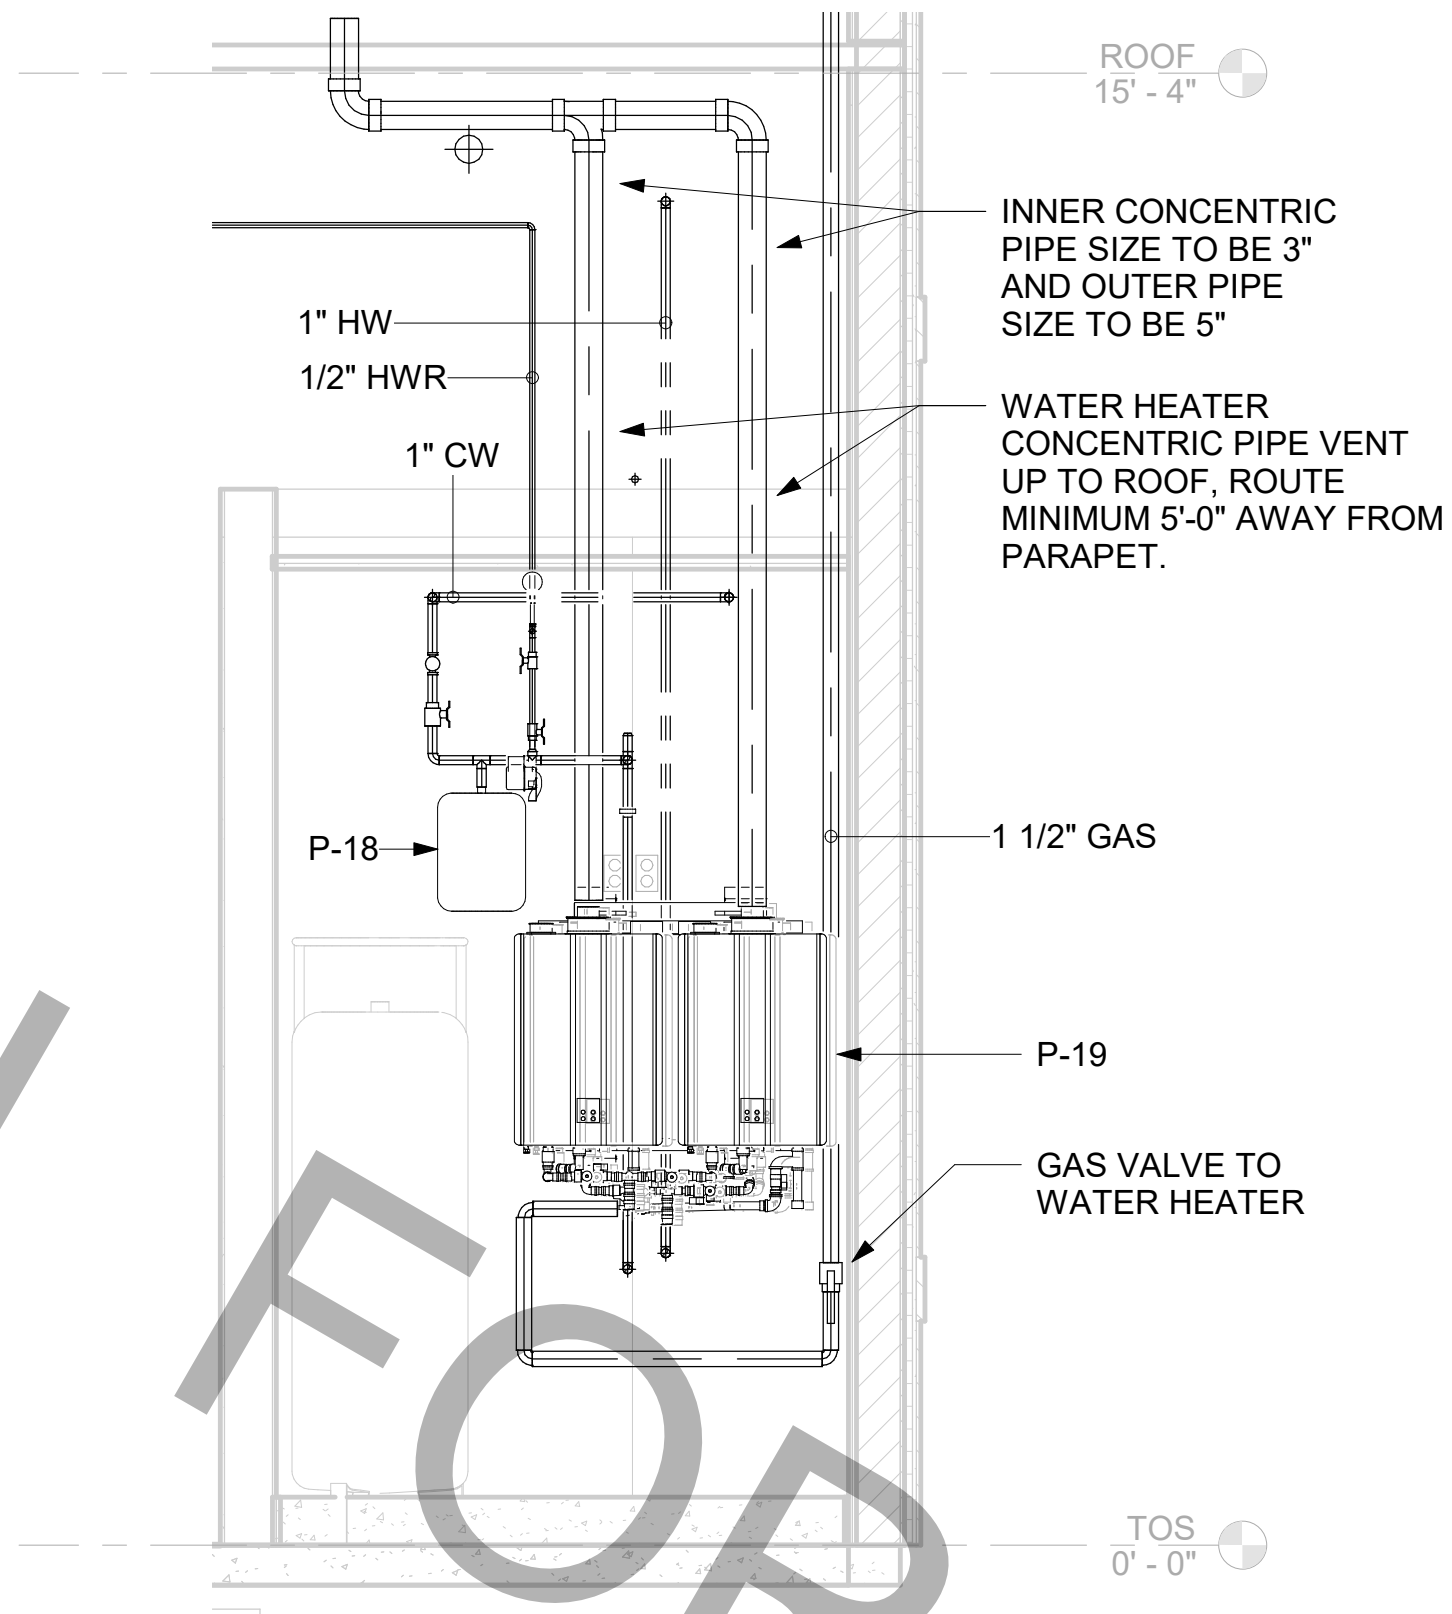 ROOF
15' - 4"
INNER CONCENTRIC
PIPE SIZE TO BE 3"
AND OUTER PIPE
SIZE TO BE 5"
1" HW
1/2" HWR
WATER HEATER
CONCENTRIC PIPE VENT
UP TO ROOF, ROUTE
MINIMUM 5'-0" AWAY FROM
PARAPET.
1" CW
1 1/2" GAS
P-18
P-19
GAS VALVE TO
WATER HEATER
FOR
TOS
0' - 0"